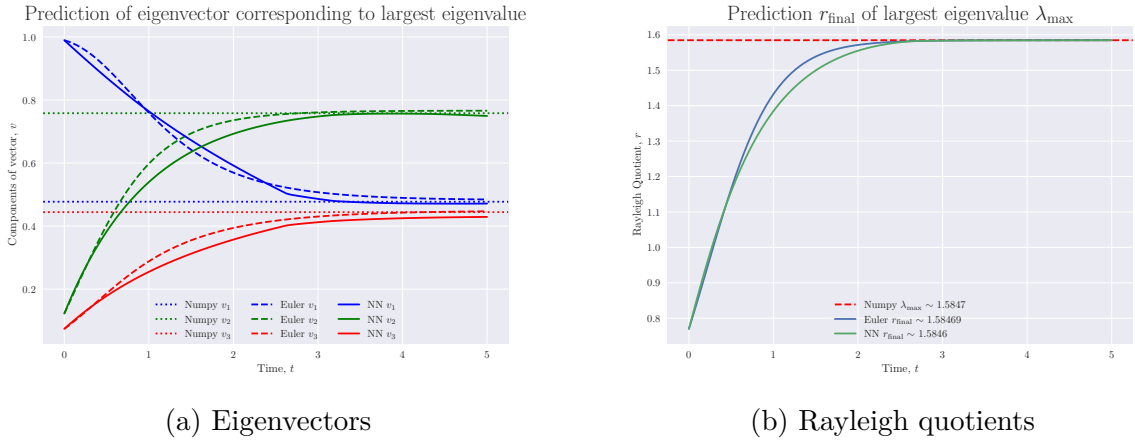 Prediction of eigenvector corresponding to largest eigenvalue
1.0
0.8
0.6
0.4
0.2
Components of vector, v
Numpy v₁
Numpy v₂
Numpy v₃
Euler v₁
Euler v₂
Euler v₃
NN v₁
NN v₂
NN v₃
0 1 2 3 4 5
Time, t
(a) Eigenvectors
Prediction r_final of largest eigenvalue λ_max
1.6
1.5
1.4
1.3
1.2
1.1
1.0
0.9
0.8
Rayleigh Quotient, r
Numpy λ_max ∼ 1.5847
Euler r_final ∼ 1.58469
NN r_final ∼ 1.5846
0 1 2 3 4 5
Time, t
(b) Rayleigh quotients